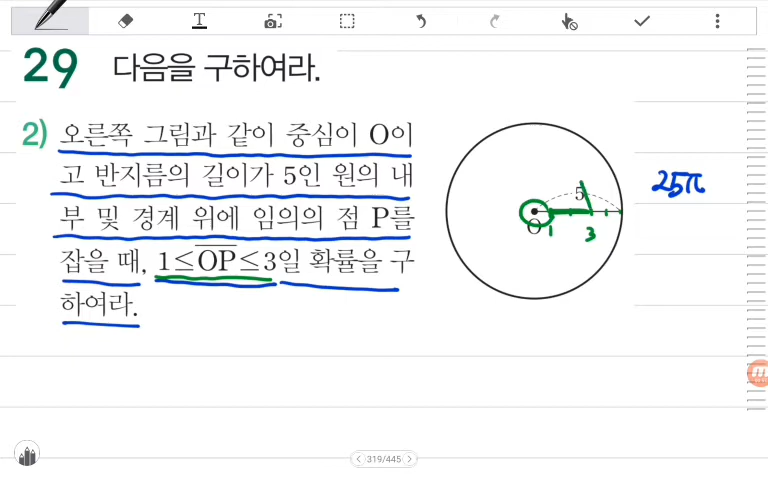 T
29 다음을 구하여라.
2) 오른쪽 그림과 같이 중심이 O이
고 반지름의 길이가 5인 원의 내
부 및 경계 위에 임의의 점 P를
잡을 때, 1≤OP≤3일 확률을 구
하여라.
5
O 1 3
25π
319/445